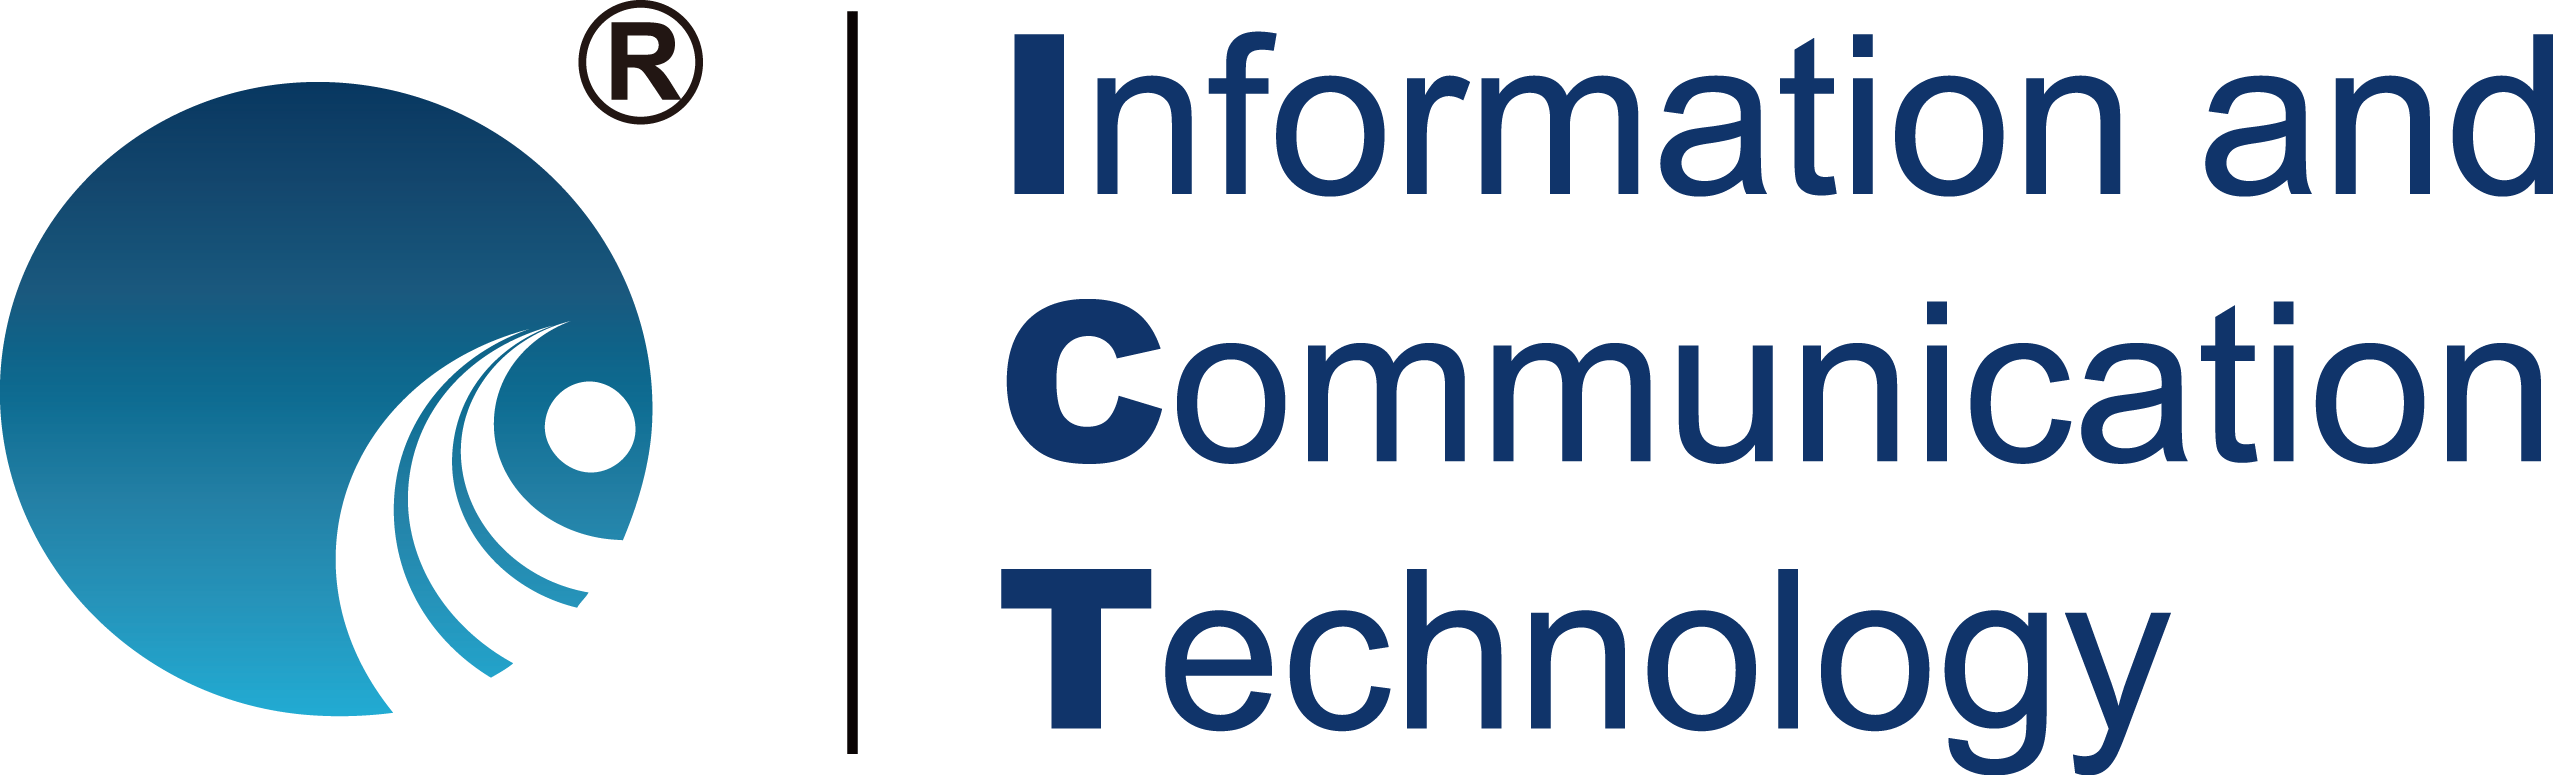 ®
Information and
Communication
Technology